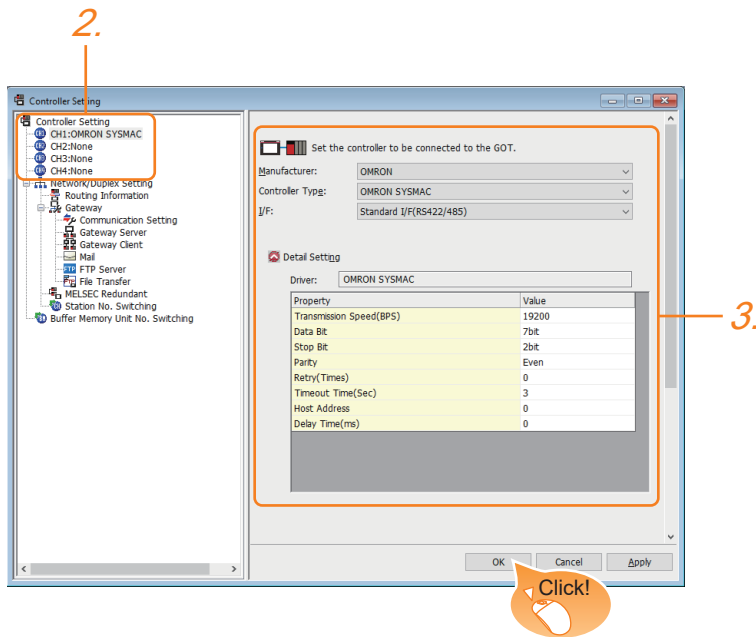 2.
Controller Setting
Controller Setting
CH1:OMRON SYSMAC
CH2:None
CH3:None
CH4:None
Network/Duplex Setting
Routing Information
Gateway
Communication Setting
Gateway Server
Gateway Client
Mail
FTP Server
File Transfer
MELSEC Redundant
Station No. Switching
Buffer Memory Unit No. Switching
Set the controller to be connected to the GOT.
Manufacturer: OMRON
Controller Type: OMRON SYSMAC
I/F: Standard I/F(RS422/485)
Detail Setting
Driver: OMRON SYSMAC
Property Value
Transmission Speed(BPS) 19200
Data Bit 7bit
Stop Bit 2bit
Parity Even
Retry(Times) 0
Timeout Time(Sec) 3
Host Address 0
Delay Time(ms) 0
3.
OK Cancel Apply
Click!